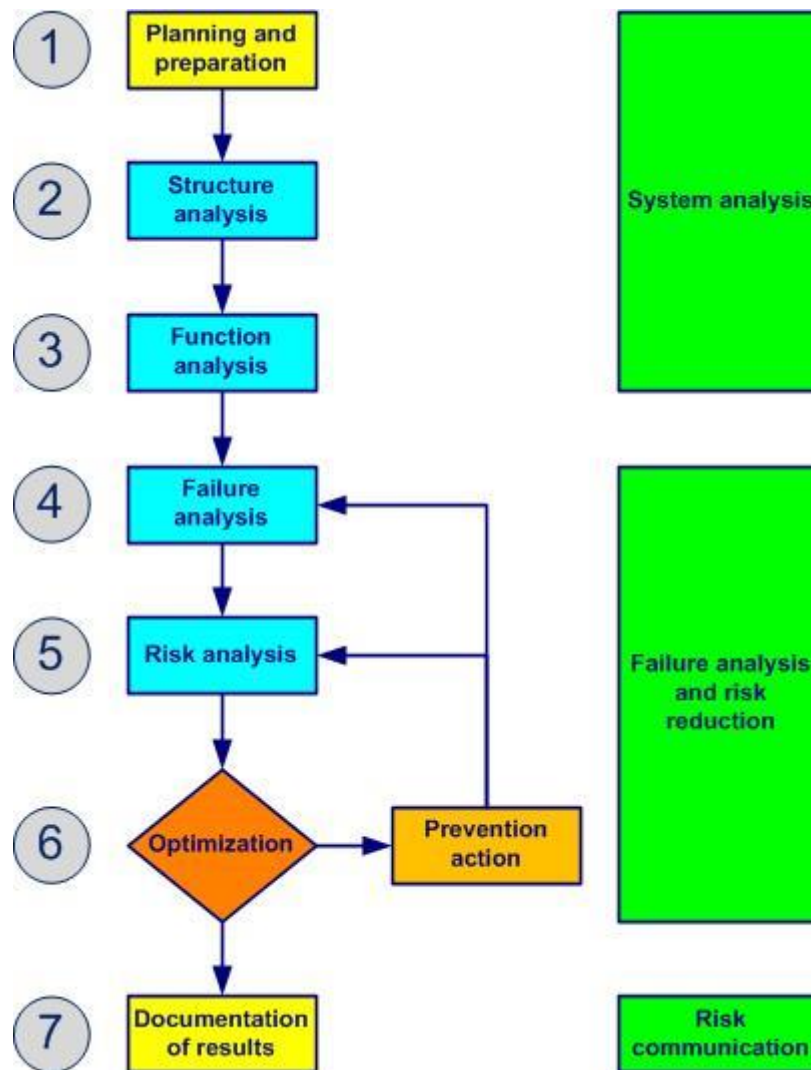 1
Planning and
preparation
2
Structure
analysis
System analysis
3
Function
analysis
4
Failure
analysis
5
Risk analysis
Failure analysis
and risk
reduction
6
Optimization
Prevention
action
7
Documentation
of results
Risk
communication